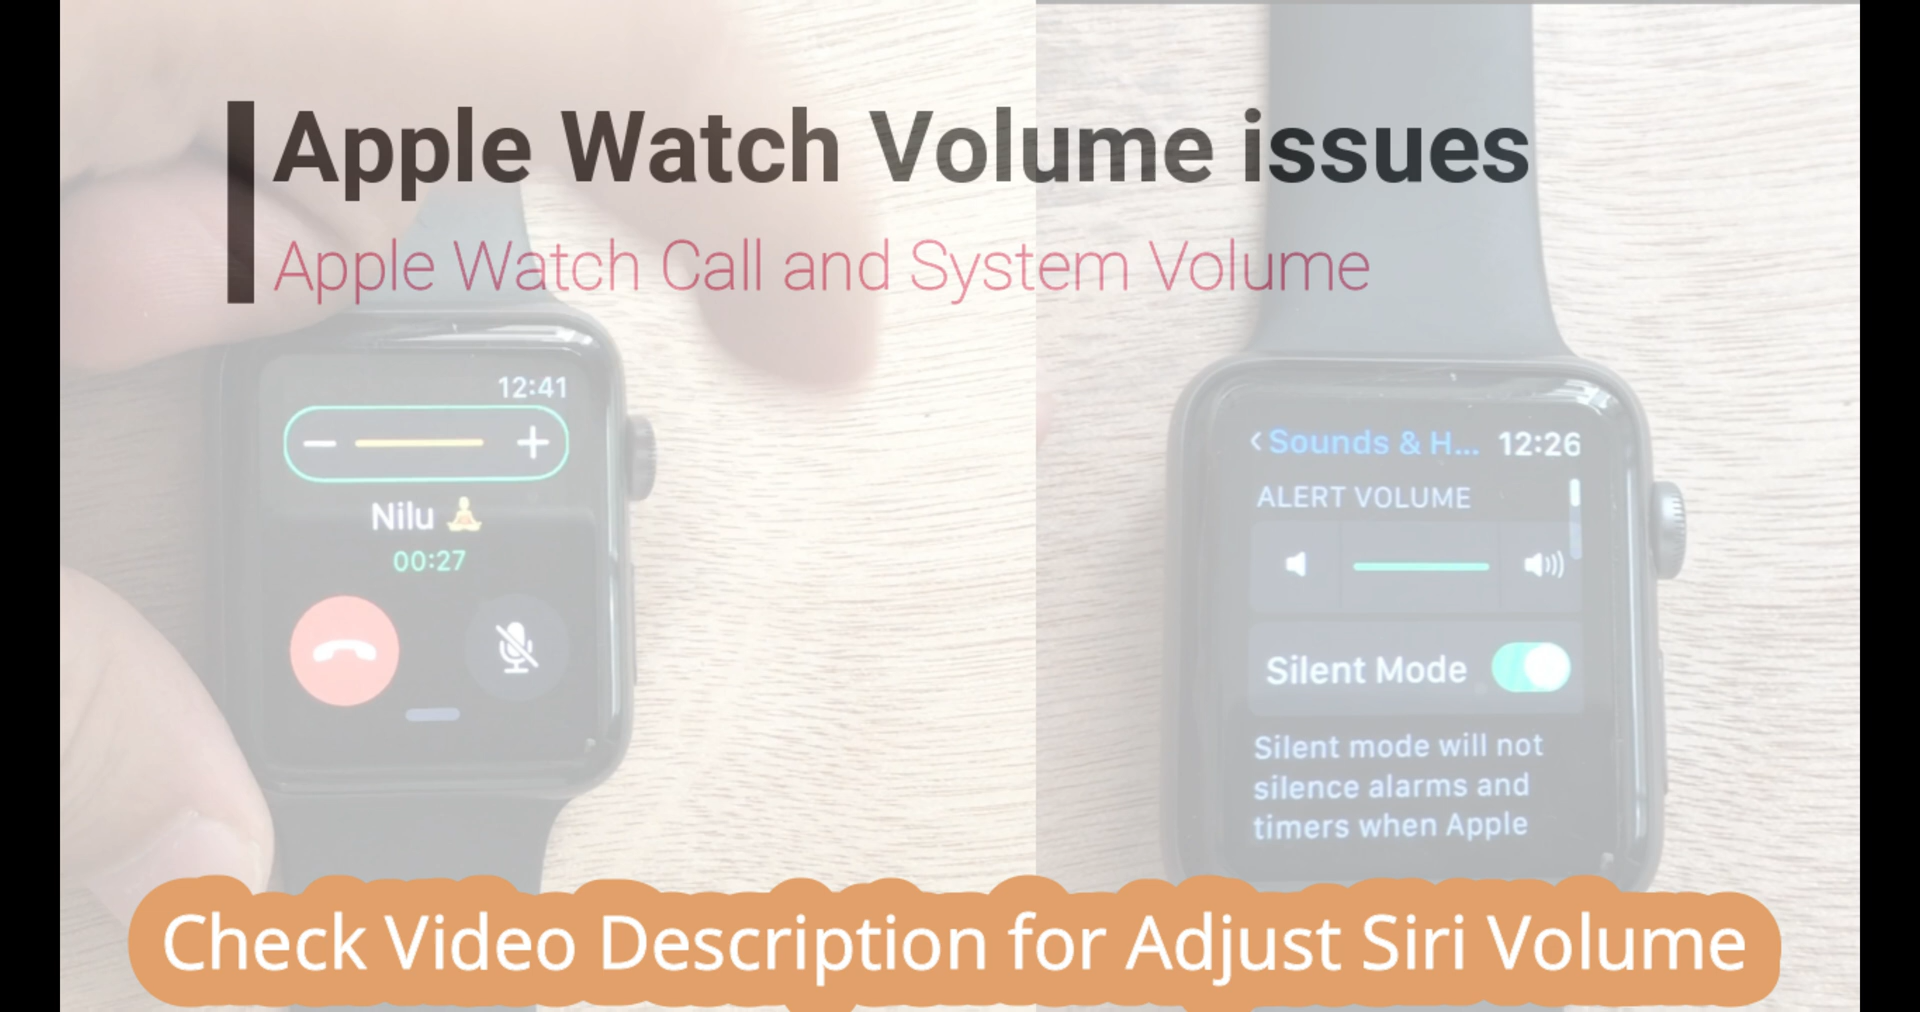 Apple Watch Volume issues
Apple Watch Call and System Volume
12:41
Nilu
00:27
Sounds & H... 12:26
ALERT VOLUME
Silent Mode
Silent mode will not
silence alarms and
timers when Apple
Check Video Description for Adjust Siri Volume